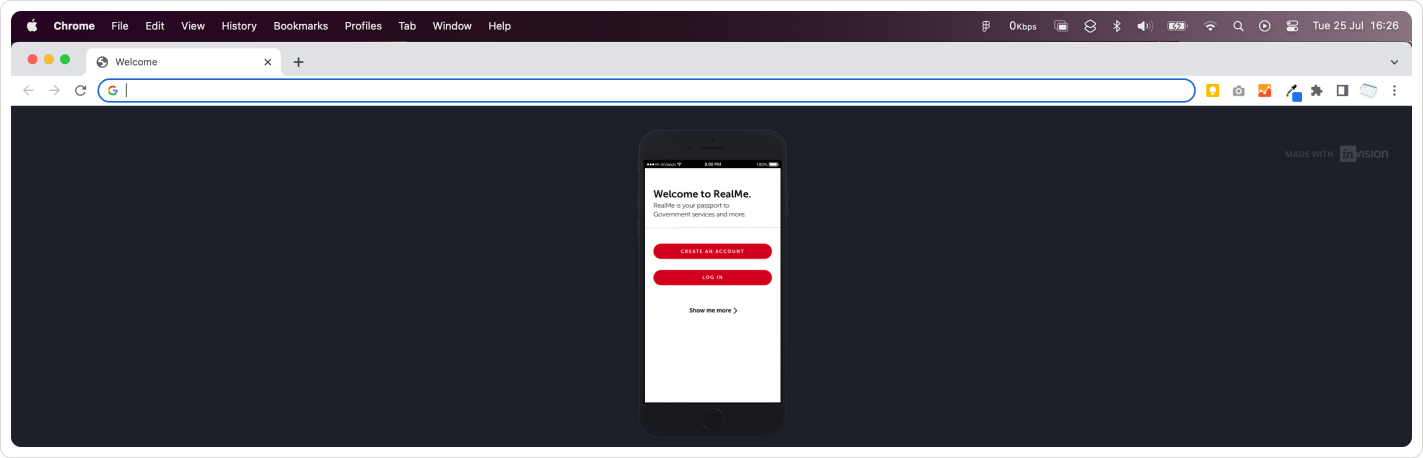 Chrome File Edit View History Bookmarks Profiles Tab Window Help 0Kbps Tue 25 Jul 16:26
Welcome
MADE WITH invision
InVision 8:00 PM 100%
Welcome to RealMe.
RealMe is your passport to
Government services and more.
CREATE AN ACCOUNT
LOG IN
Show me more